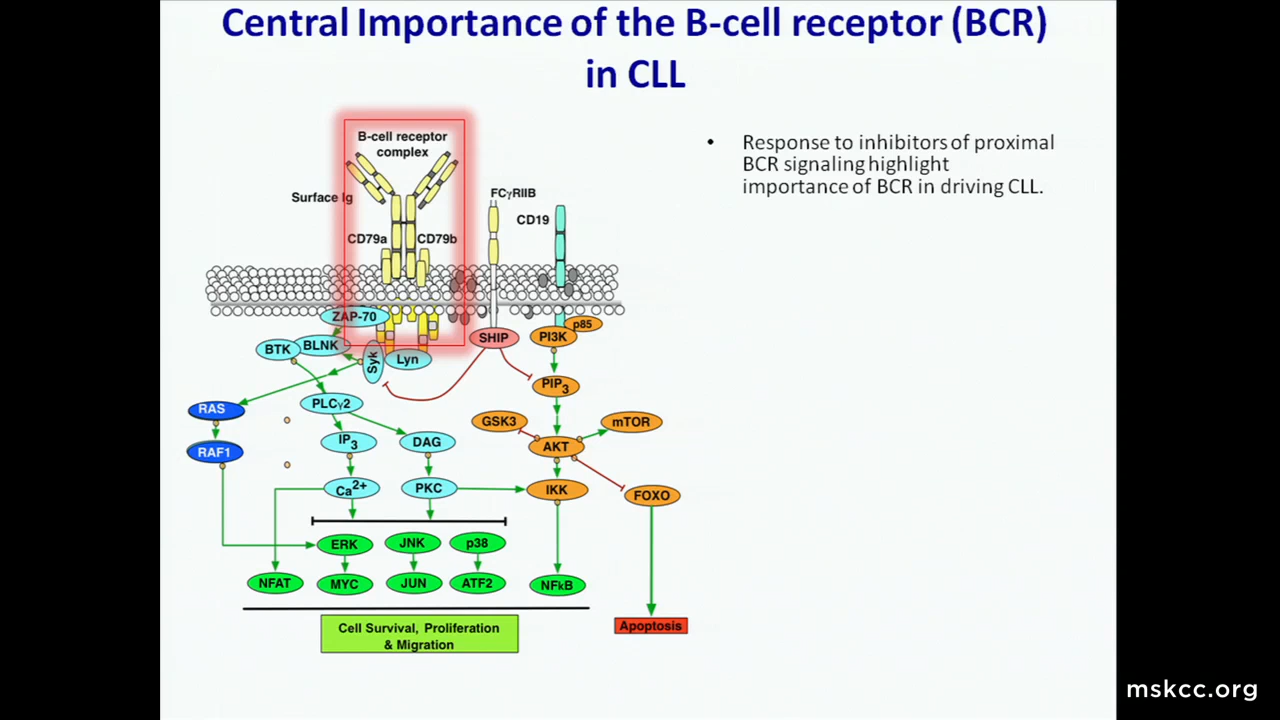 Central Importance of the B-cell receptor (BCR)
in CLL
B-cell receptor
complex
Surface Ig
FCγRIIB
CD19
CD79a
CD79b
ZAP-70
BTK
BLNK
Syk
Lyn
SHIP
PI3K
p85
PIP3
PLCγ2
RAS
RAF1
IP3
DAG
GSK3
mTOR
AKT
Ca2+
PKC
IKK
FOXO
ERK
JNK
p38
NFAT
MYC
JUN
ATF2
NFκB
Cell Survival, Proliferation
& Migration
Apoptosis
• Response to inhibitors of proximal
BCR signaling highlight
importance of BCR in driving CLL.
mskcc.org